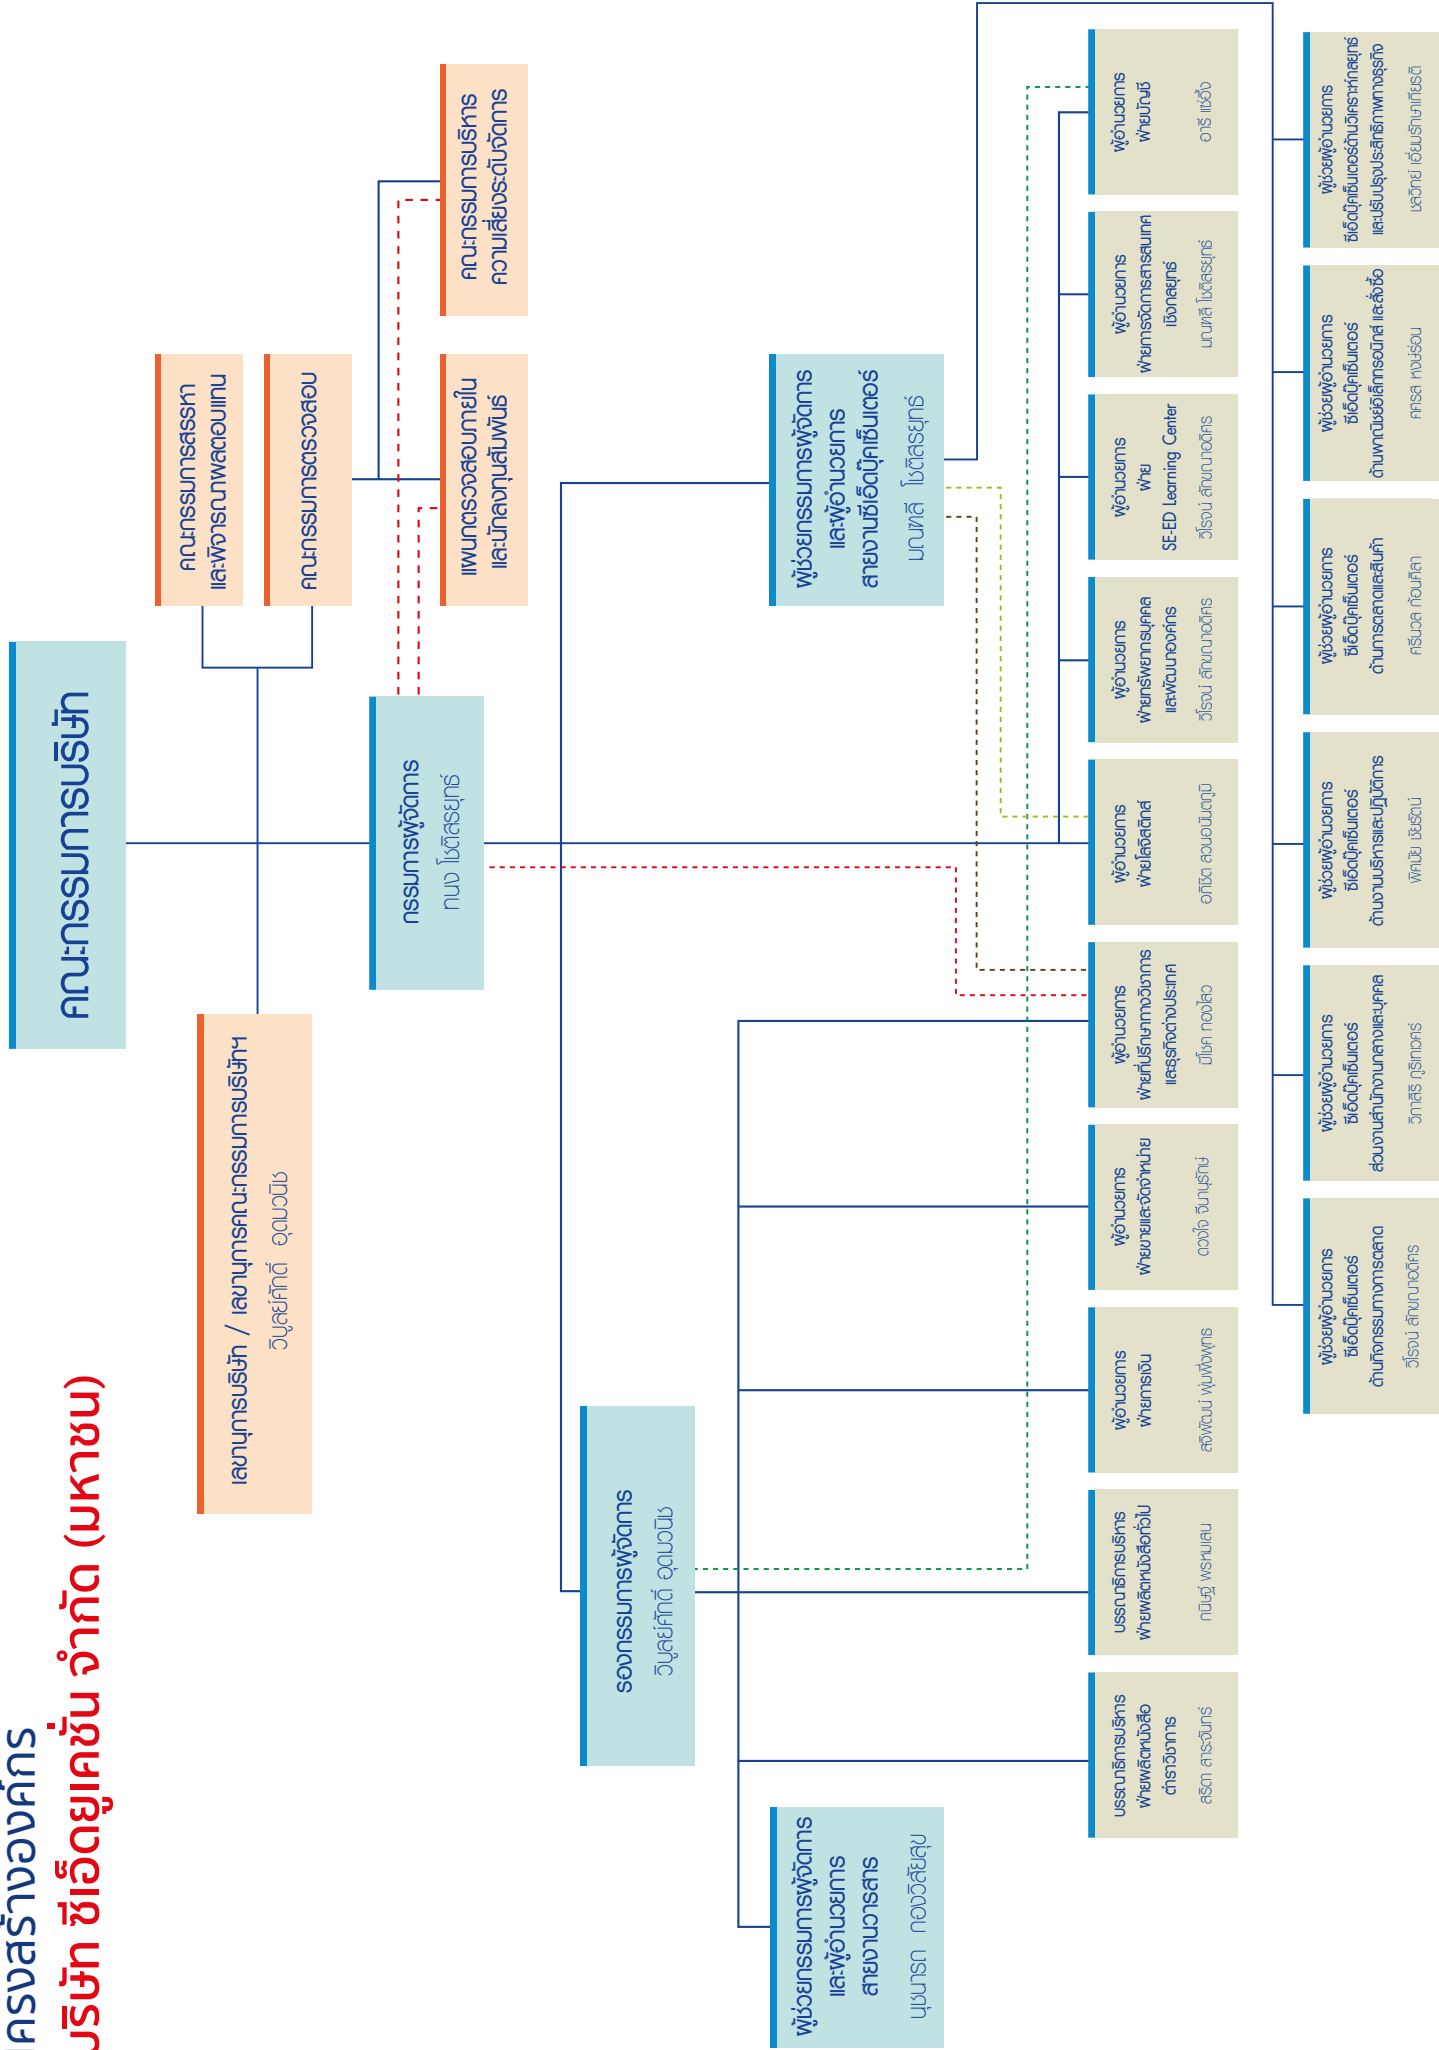 โครงสร้างองค์กร
บริษัท ซีเอ็ดยูเคชั่น จำกัด (มหาชน)
คณะกรรมการบริษัท
เลขานุการบริษัท / เลขานุการคณะกรรมการบริษัทฯ
วิบูลย์ศักดิ์ อุดมวนิช
คณะกรรมการสรรหา
และพิจารณาผลตอบแทน
คณะกรรมการตรวจสอบ
กรรมการผู้จัดการ
ทนง โชติสรยุทธ์
แผนกตรวจสอบภายใน
และนักลงทุนสัมพันธ์
คณะกรรมการบริหาร
ความเสี่ยงระดับจัดการ
รองกรรมการผู้จัดการ
วิบูลย์ศักดิ์ อุดมวนิช
ผู้ช่วยกรรมการผู้จัดการ
และผู้อำนวยการ
สายงานวารสาร
นุชนารถ กองวิสัยสุข
ผู้ช่วยกรรมการผู้จัดการ
และผู้อำนวยการ
สายงานซีเอ็ดบุ๊คเซ็นเตอร์
มณฑลี โชติสรยุทธ์
บรรณาธิการบริหาร
ฝ่ายผลิตหนังสือ
ตำราวิชาการ
สริตา สาระจันทร์
บรรณาธิการบริหาร
ฝ่ายผลิตหนังสือทั่วไป
กนิษฐ์ พรหมเสน
ผู้อำนวยการ
ฝ่ายการเงิน
สจิพัฒน์ พุ่มพึ่งพุทธ
ผู้อำนวยการ
ฝ่ายขายและจัดจำหน่าย
ดวงใจ จีนานุรักษ์
ผู้อำนวยการ
ฝ่ายที่ปรึกษาทางวิชาการ
และธุรกิจต่างประเทศ
มีโชค ทองไสว
ผู้อำนวยการ
ฝ่ายโลจิสติกส์
อภิชิต สวนอนันตภูมิ
ผู้อำนวยการ
ฝ่ายทรัพยากรบุคคล
และพัฒนาองค์กร
วิโรจน์ ลักขณาอดิศร
ผู้อำนวยการ
ฝ่าย
SE-ED Learning Center
วิโรจน์ ลักขณาอดิศร
ผู้อำนวยการ
ฝ่ายการจัดการสารสนเทศ
เชิงกลยุทธ์
มณฑลี โชติสรยุทธ์
ผู้อำนวยการ
ฝ่ายบัญชี
อารี แซ่อึ้ง
ผู้ช่วยผู้อำนวยการ
ซีเอ็ดบุ๊คเซ็นเตอร์
ด้านกิจกรรมทางการตลาด
วิโรจน์ ลักขณาอดิศร
ผู้ช่วยผู้อำนวยการ
ซีเอ็ดบุ๊คเซ็นเตอร์
ส่วนงานสำนักงานกลางและบุคคล
วิภาสิริ ภูริเทเวศร์
ผู้ช่วยผู้อำนวยการ
ซีเอ็ดบุ๊คเซ็นเตอร์
ด้านงานบริหารและปฏิบัติการ
พัศนัย ชัยรัตน์
ผู้ช่วยผู้อำนวยการ
ซีเอ็ดบุ๊คเซ็นเตอร์
ด้านการตลาดและสินค้า
ศรีนวล ก้อนศิลา
ผู้ช่วยผู้อำนวยการ
ซีเอ็ดบุ๊คเซ็นเตอร์
ด้านพาณิชย์อิเล็กทรอนิกส์ และสั่งซื้อ
คครส หงษ์ร่อน
ผู้ช่วยผู้อำนวยการ
ซีเอ็ดบุ๊คเซ็นเตอร์ด้านวิเคราะห์กลยุทธ์
และปรับปรุงประสิทธิภาพทางธุรกิจ
ชลวิทย์ เอี่ยมรักษาเกียรติ